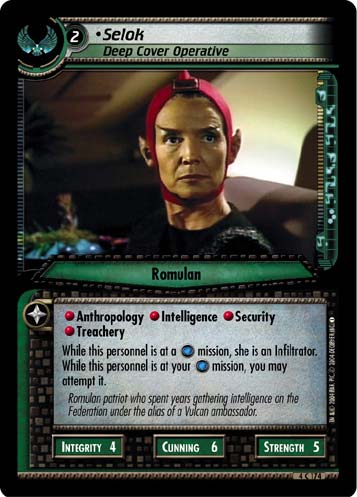 2
•Selok
Deep Cover Operative
Romulan
• Anthropology • Intelligence • Security
• Treachery
While this personnel is at a mission, she is an Infiltrator.
While this personnel is at your mission, you may
attempt it.
Romulan patriot who spent years gathering intelligence on the
Federation under the alias of a Vulcan ambassador.
INTEGRITY 4 CUNNING 6 STRENGTH 5
4 C 174